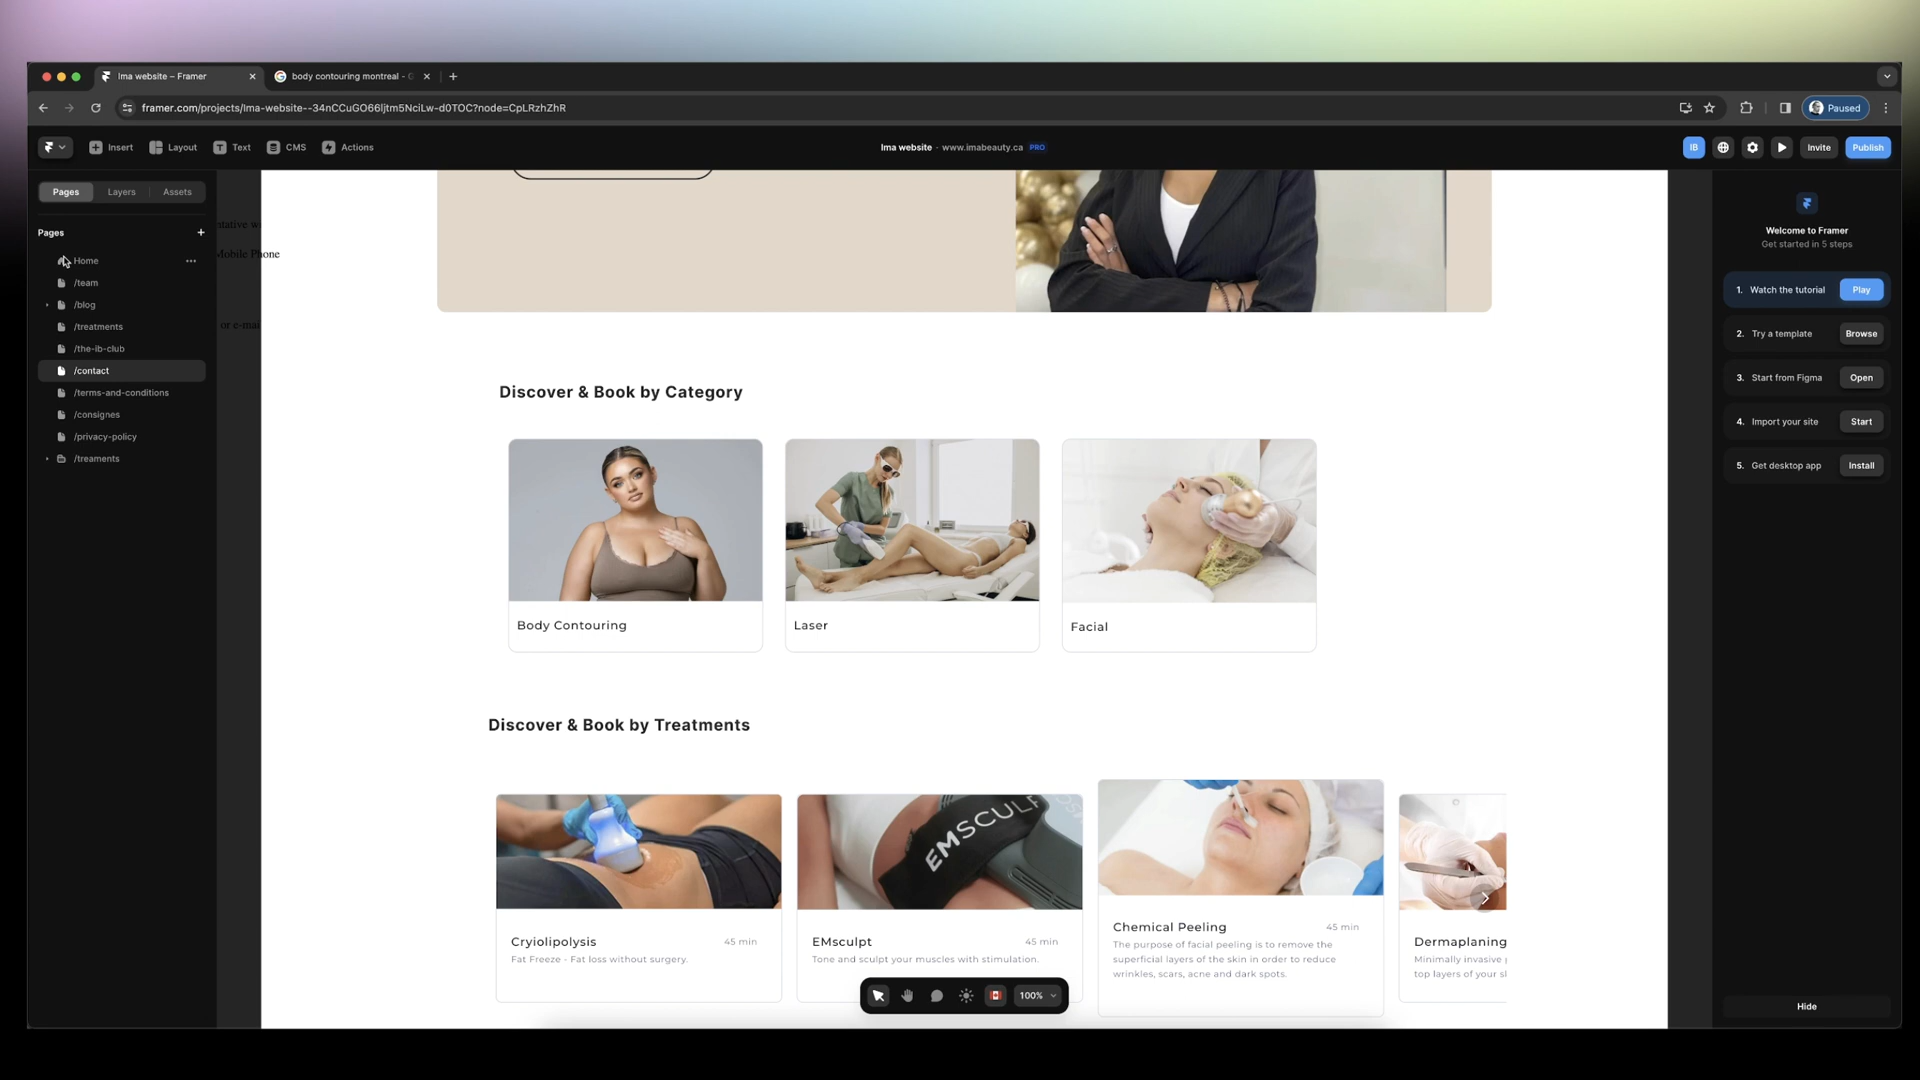 Ima website – Framer
body contouring montreal - G
framer.com/projects/Ima-website--34nCCuGO66ljtm5NciLw-d0TOC?node=CpLRzhZhR
Paused
Insert
Layout
Text
CMS
Actions
Ima website · www.imabeauty.ca PRO
IB
Invite
Publish
Pages
Layers
Assets
Pages
Home
/team
/blog
/treatments
/the-ib-club
/contact
/terms-and-conditions
/consignes
/privacy-policy
/treaments
Mobile Phone
or e-mai
Discover & Book by Category
Body Contouring
Laser
Facial
Discover & Book by Treatments
EMSCULP
Cryiolipolysis 45 min
Fat Freeze - Fat loss without surgery.
EMsculpt 45 min
Tone and sculpt your muscles with stimulation.
Chemical Peeling 45 min
The purpose of facial peeling is to remove the
superficial layers of the skin in order to reduce
wrinkles, scars, acne and dark spots.
Dermaplaning
Minimally invasive
top layers of your
100%
Welcome to Framer
Get started in 5 steps
1. Watch the tutorial Play
2. Try a template Browse
3. Start from Figma Open
4. Import your site Start
5. Get desktop app Install
Hide